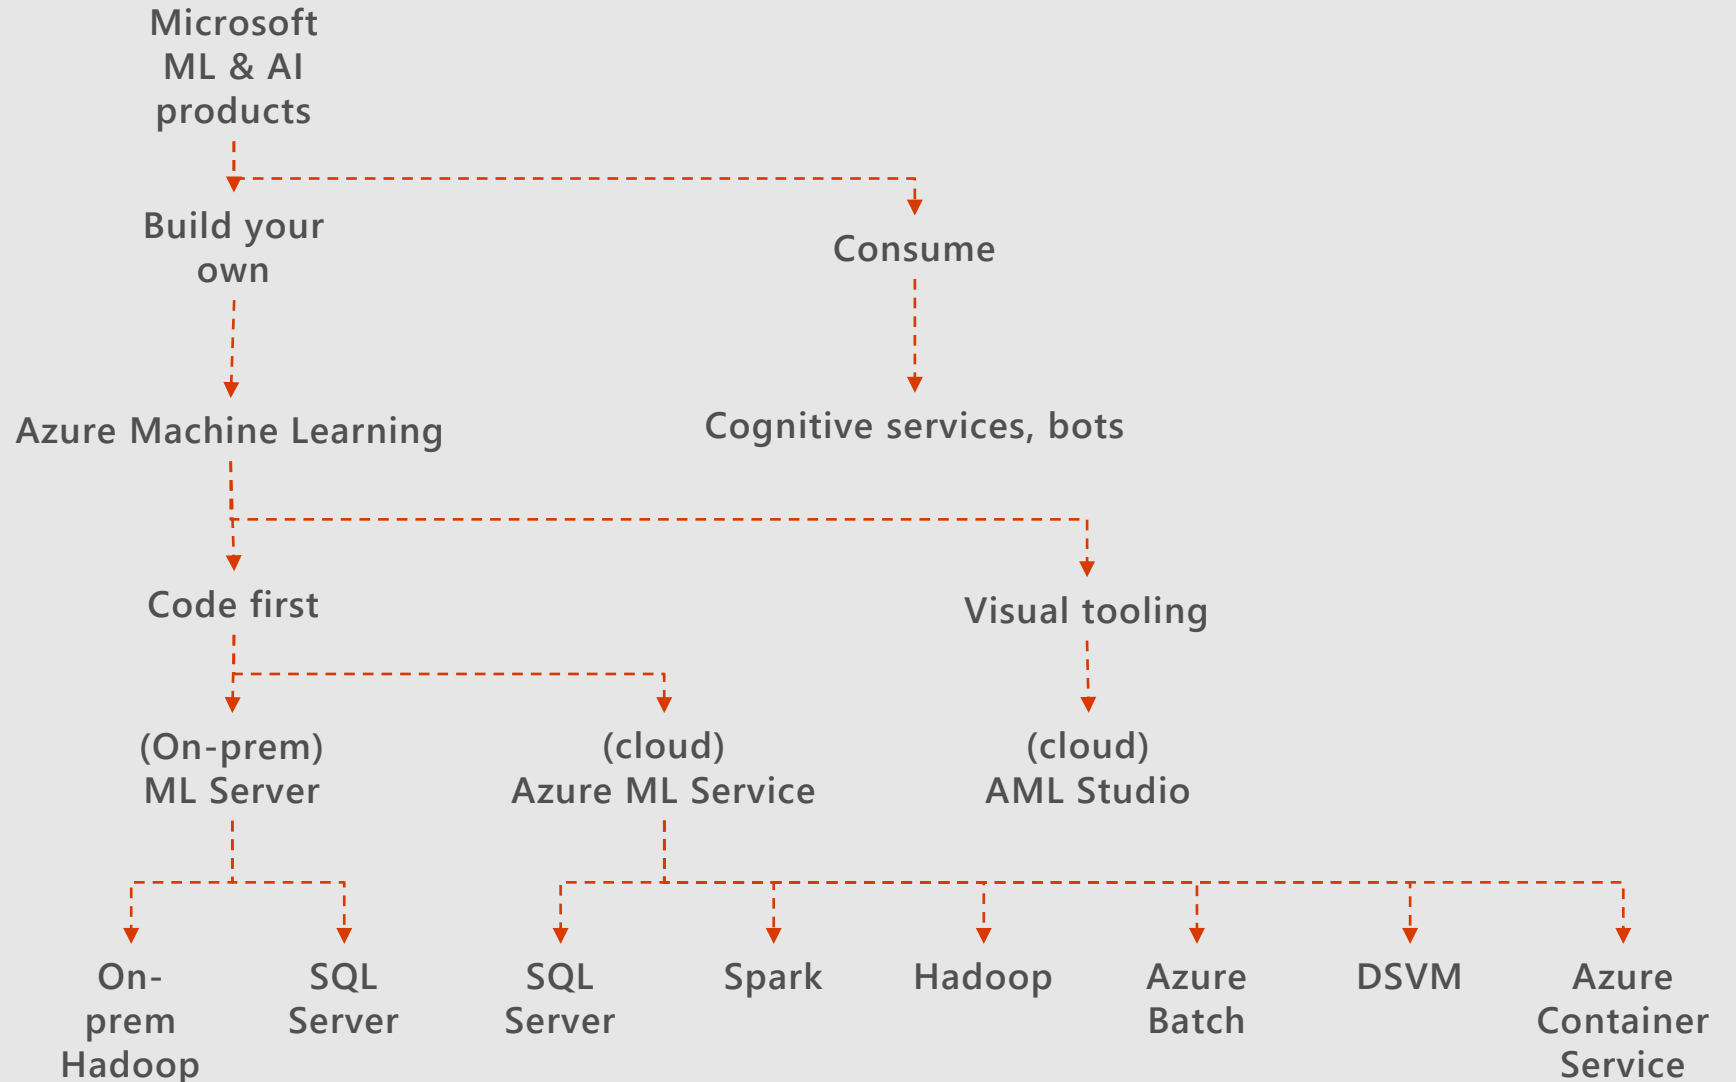 Microsoft
ML & AI
products
Build your
own
Consume
Azure Machine Learning
Cognitive services, bots
Code first
Visual tooling
(On-prem)
ML Server
(cloud)
Azure ML Service
(cloud)
AML Studio
On-
prem
Hadoop
SQL
Server
SQL
Server
Spark
Hadoop
Azure
Batch
DSVM
Azure
Container
Service